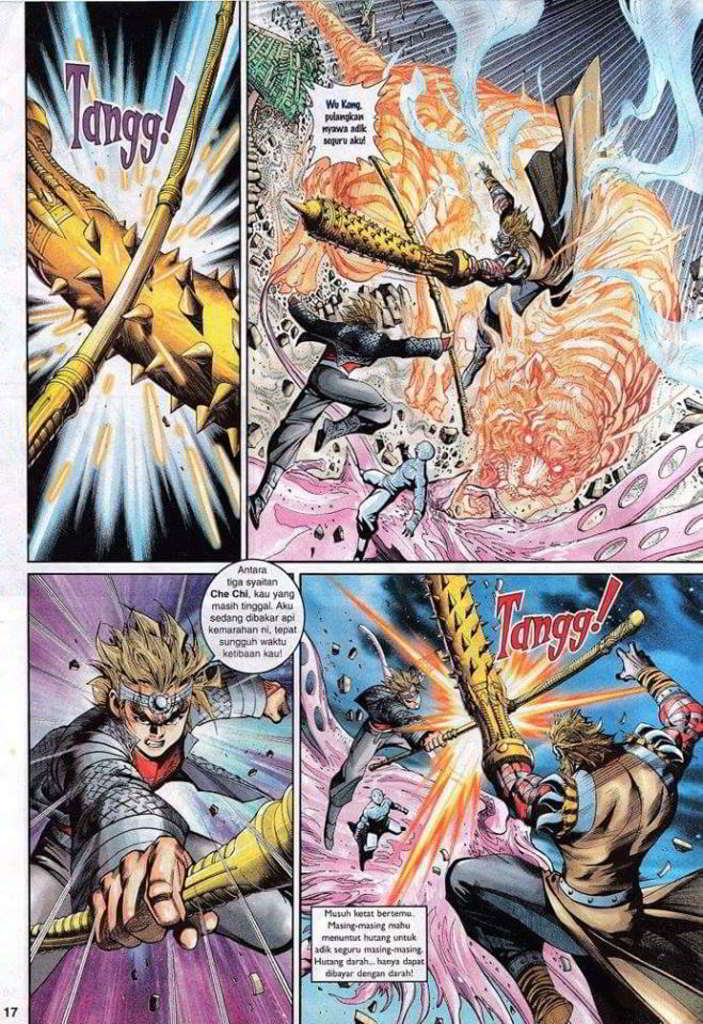 Tangg!
Wu Kong,
pulangkan
nyawa adik
seguru aku!
Antara
tiga syaitan
Che Chi, kau yang
masih tinggal. Aku
sedang dibakar api
kemarahan ni, tepat
sungguh waktu
ketibaan kau!
Tangg!
Musuh ketat bertemu.
Masing-masing mahu
menuntut hutang untuk
adik seguru masing-masing.
Hutang darah... hanya dapat
dibayar dengan darah!
17